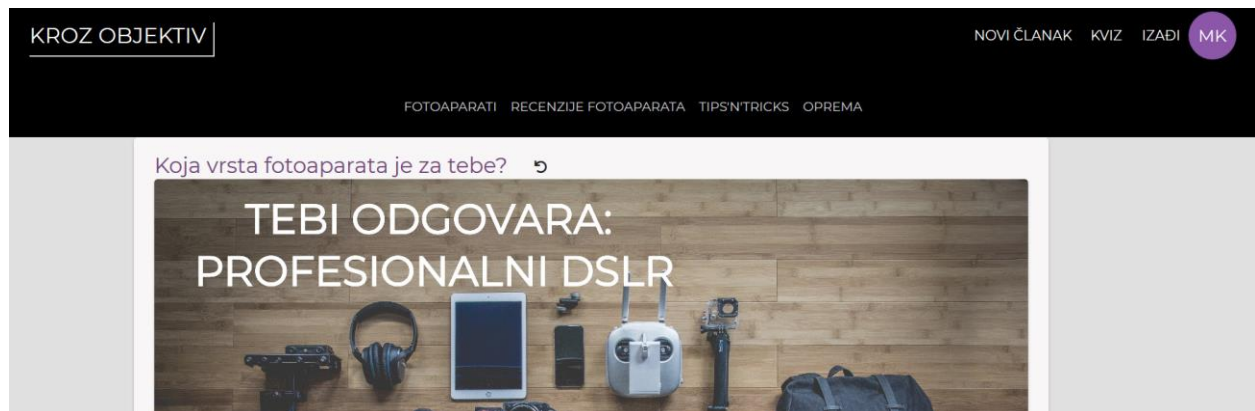 KROZ OBJEKTIV
NOVI ČLANAK KVIZ IZAĐI MK
FOTOAPARATI RECENZIJE FOTOAPARATA TIPS'N'TRICKS OPREMA
Koja vrsta fotoaparata je za tebe?
TEBI ODGOVARA:
PROFESIONALNI DSLR